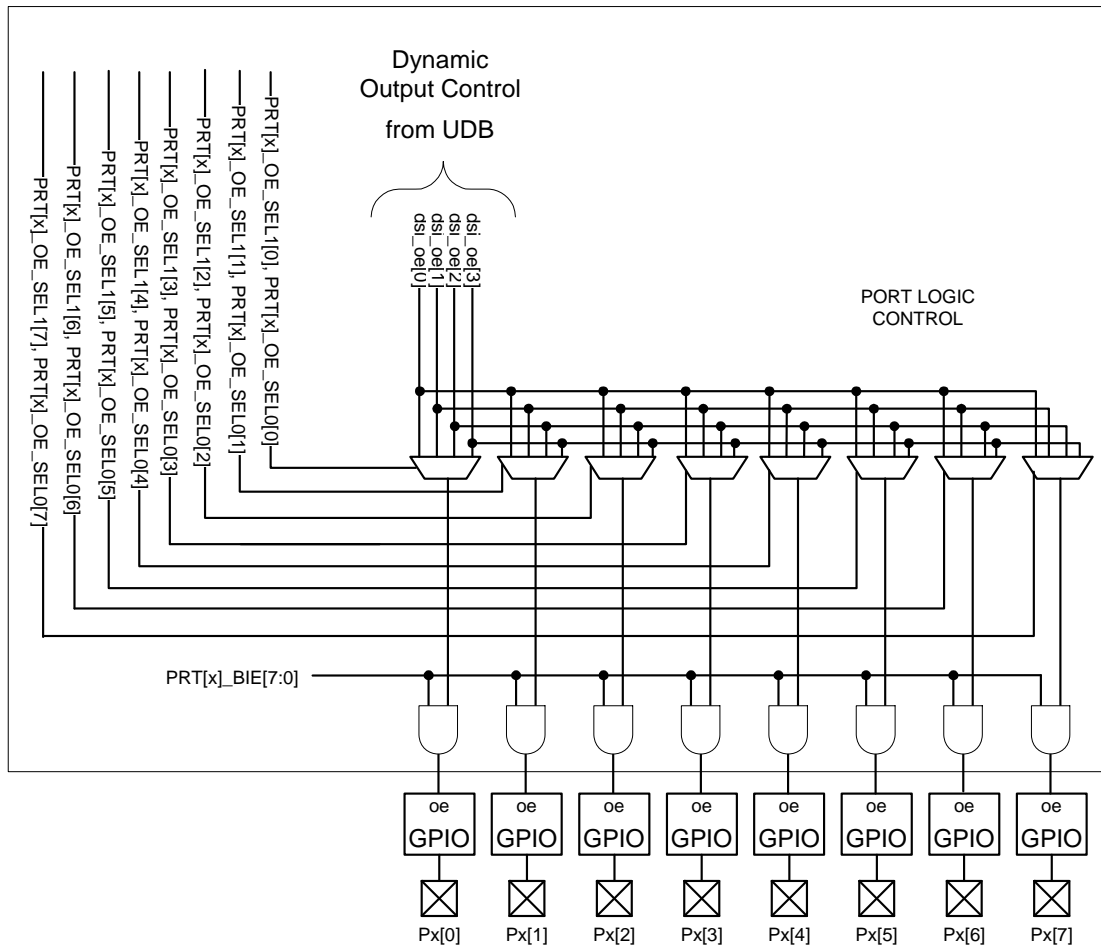 Dynamic
Output Control
from UDB
PRT[x]_OE_SEL1[7], PRT[x]_OE_SEL0[7]
PRT[x]_OE_SEL1[6], PRT[x]_OE_SEL0[6]
PRT[x]_OE_SEL1[5], PRT[x]_OE_SEL0[5]
PRT[x]_OE_SEL1[4], PRT[x]_OE_SEL0[4]
PRT[x]_OE_SEL1[3], PRT[x]_OE_SEL0[3]
PRT[x]_OE_SEL1[2], PRT[x]_OE_SEL0[2]
PRT[x]_OE_SEL1[1], PRT[x]_OE_SEL0[1]
PRT[x]_OE_SEL1[0], PRT[x]_OE_SEL0[0]
dsi_oe[0]
dsi_oe[1]
dsi_oe[2]
dsi_oe[3]
PORT LOGIC
CONTROL
PRT[x]_BIE[7:0]
oe oe oe oe oe oe oe oe
GPIO GPIO GPIO GPIO GPIO GPIO GPIO GPIO
Px[0] Px[1] Px[2] Px[3] Px[4] Px[5] Px[6] Px[7]